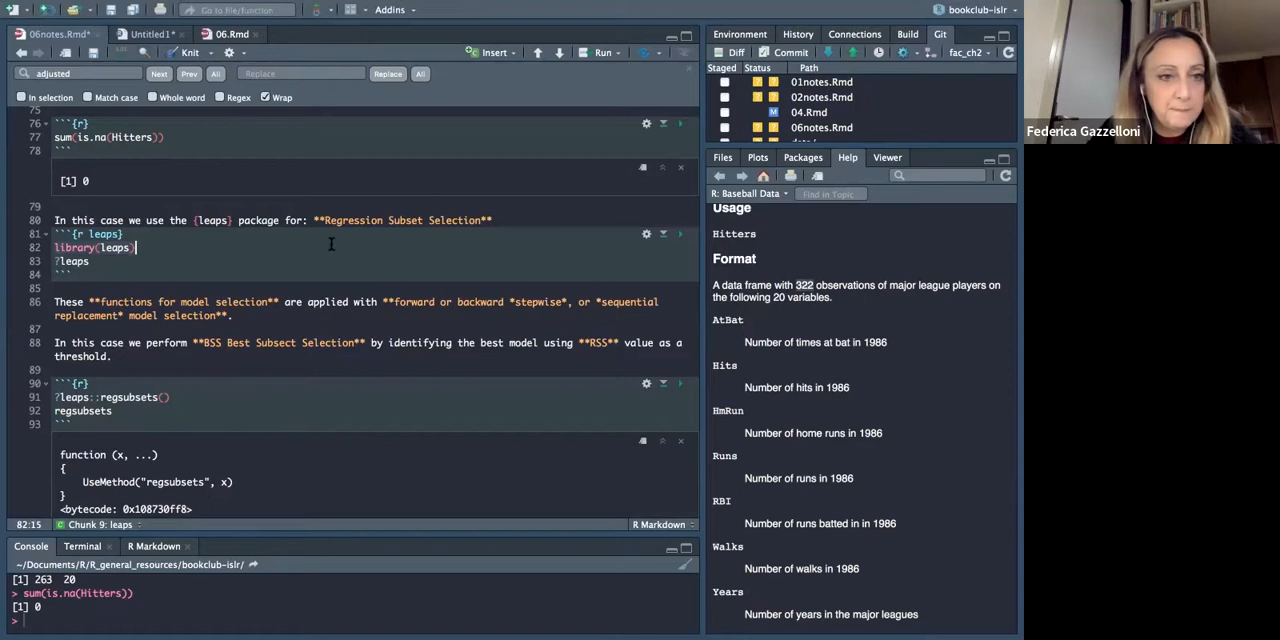 Go to file/function
Addins
bookclub-islr
06notes.Rmd*
Untitled1*
06.Rmd
Knit
Insert
Run
adjusted
Next
Prev
All
Replace
Replace
All
In selection
Match case
Whole word
Regex
Wrap
75
76 ```{r}
77 sum(is.na(Hitters))
78 ```
[1] 0
79
80 In this case we use the {leaps} package for: **Regression Subset Selection**
81 ```{r leaps}
82 library(leaps)
83 ?leaps
84 ```
85
86 These **functions for model selection** are applied with **forward or backward *stepwise*, or *sequential
replacement* model selection**.
87
88 In this case we perform **BSS Best Subsect Selection** by identifying the best model using **RSS** value as a
threshold.
89
90 ```{r}
91 ?leaps::regsubsets()
92 regsubsets
93 ```
function (x, ...)
{
UseMethod("regsubsets", x)
}
<bytecode: 0x108730ff8>
82:15
Chunk 9: leaps
R Markdown
Console
Terminal
R Markdown
~/Documents/R/R_general_resources/bookclub-islr/
[1] 263 20
> sum(is.na(Hitters))
[1] 0
>
Environment
History
Connections
Build
Git
Diff
Commit
fac_ch2
Staged
Status
Path
01notes.Rmd
02notes.Rmd
M 04.Rmd
06notes.Rmd
Files
Plots
Packages
Help
Viewer
R: Baseball Data
Find in Topic
Usage
Hitters
Format
A data frame with 322 observations of major league players on
the following 20 variables.
AtBat
Number of times at bat in 1986
Hits
Number of hits in 1986
HmRun
Number of home runs in 1986
Runs
Number of runs in 1986
RBI
Number of runs batted in in 1986
Walks
Number of walks in 1986
Years
Number of years in the major leagues
Federica Gazzelloni